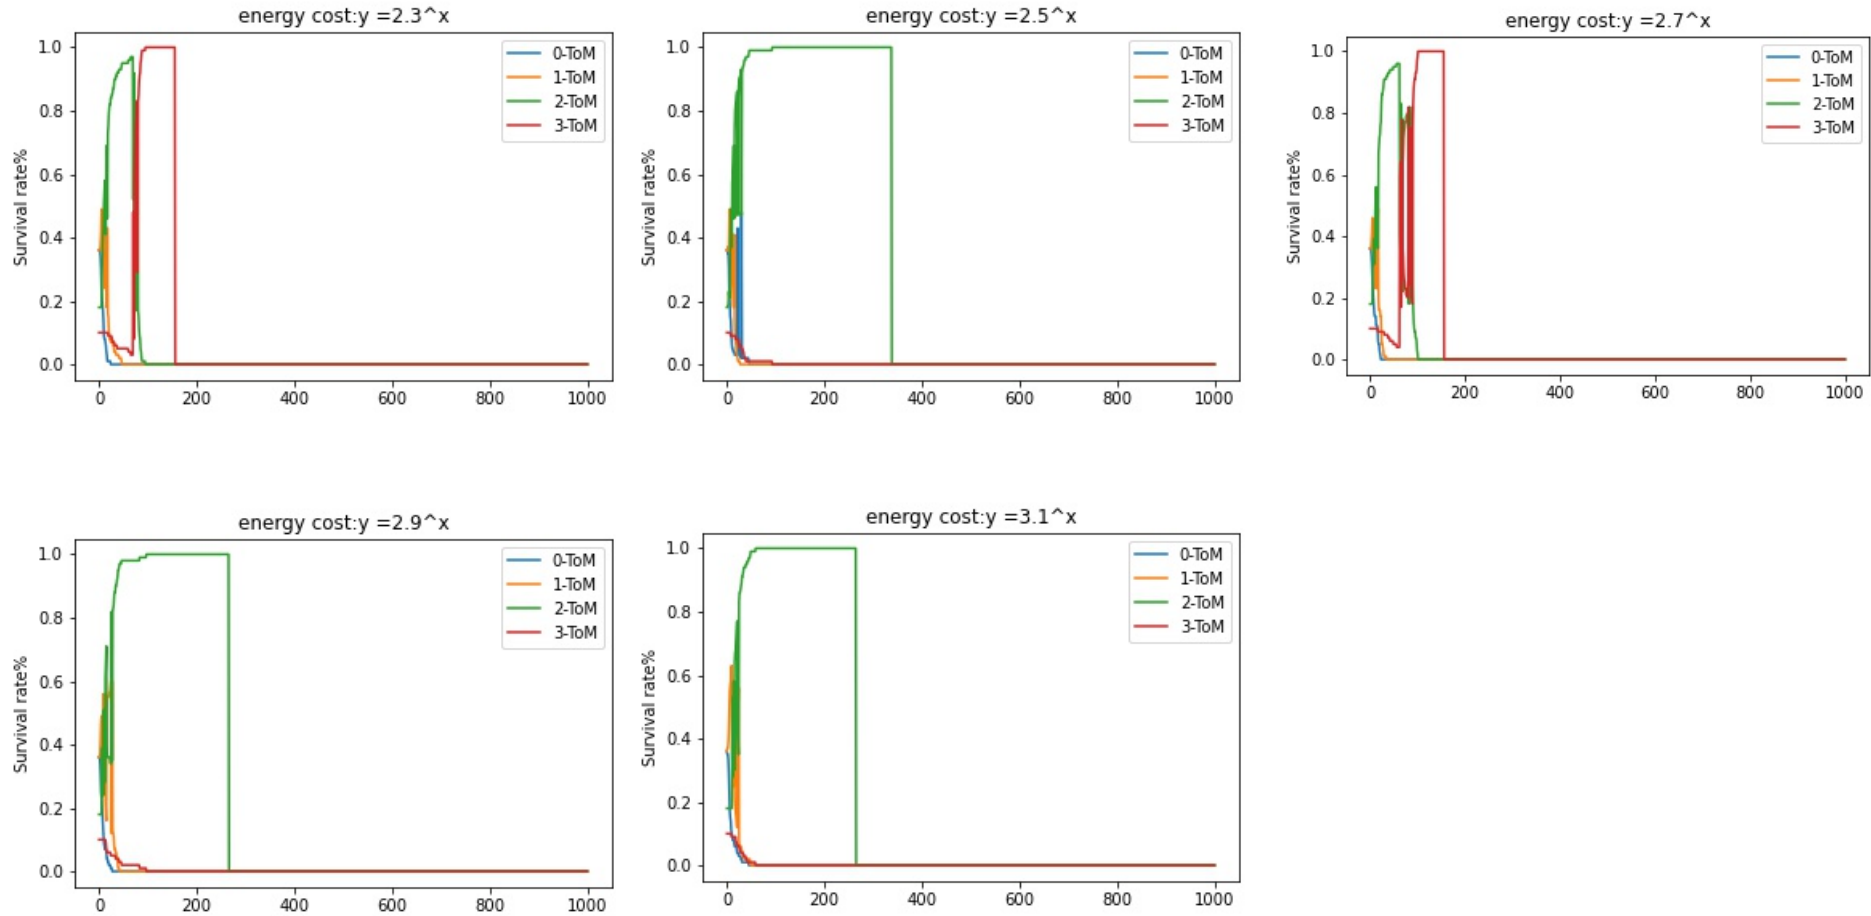 energy cost:y =2.3^x
Survival rate%
1.0
0.8
0.6
0.4
0.2
0.0
0
200
400
600
800
1000
0-ToM
1-ToM
2-ToM
3-ToM
energy cost:y =2.5^x
Survival rate%
1.0
0.8
0.6
0.4
0.2
0.0
0
200
400
600
800
1000
0-ToM
1-ToM
2-ToM
3-ToM
energy cost:y =2.7^x
Survival rate%
1.0
0.8
0.6
0.4
0.2
0.0
0
200
400
600
800
1000
0-ToM
1-ToM
2-ToM
3-ToM
energy cost:y =2.9^x
Survival rate%
1.0
0.8
0.6
0.4
0.2
0.0
0
200
400
600
800
1000
0-ToM
1-ToM
2-ToM
3-ToM
energy cost:y =3.1^x
Survival rate%
1.0
0.8
0.6
0.4
0.2
0.0
0
200
400
600
800
1000
0-ToM
1-ToM
2-ToM
3-ToM